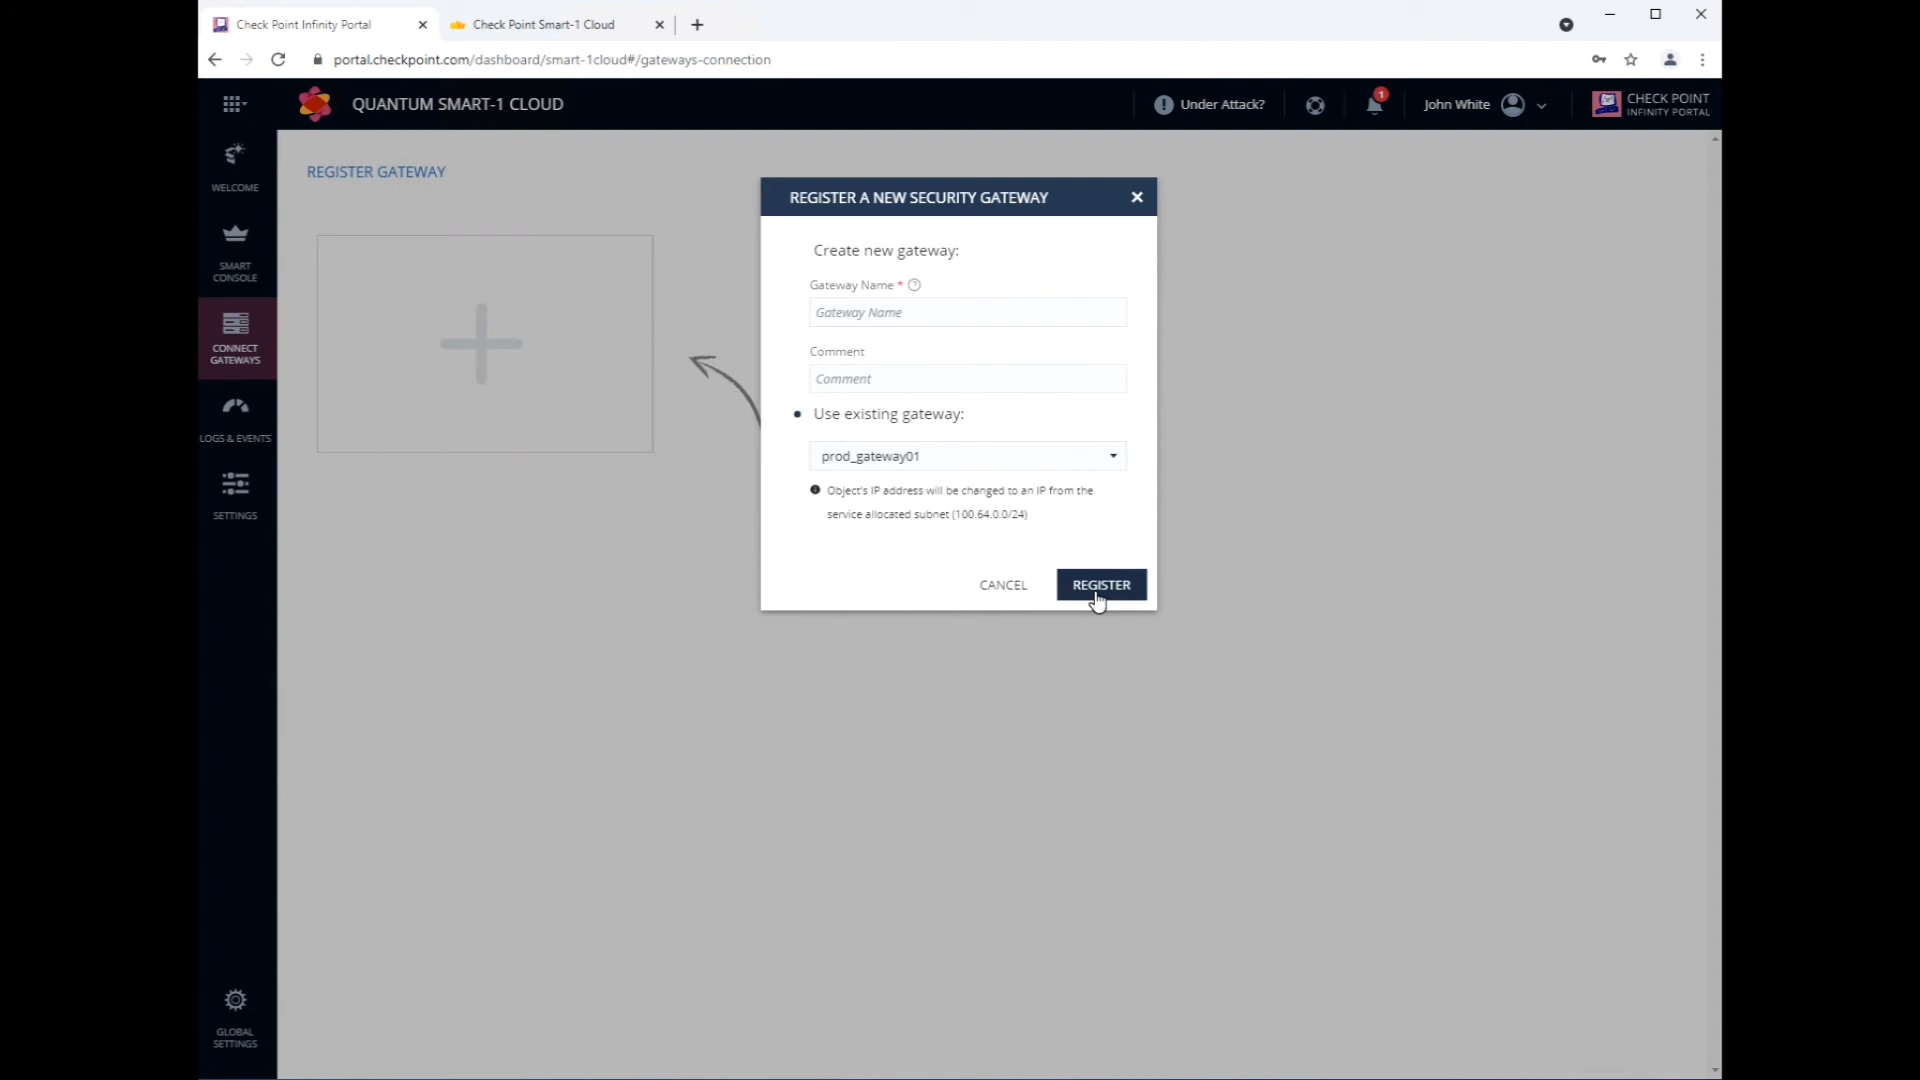 Check Point Infinity Portal
Check Point Smart-1 Cloud
portal.checkpoint.com/dashboard/smart-1cloud#/gateways-connection
QUANTUM SMART-1 CLOUD
Under Attack?
1
John White
CHECK POINT
INFINITY PORTAL
WELCOME
SMART
CONSOLE
CONNECT
GATEWAYS
LOGS & EVENTS
SETTINGS
GLOBAL
SETTINGS
REGISTER GATEWAY
REGISTER A NEW SECURITY GATEWAY
Create new gateway:
Gateway Name *
Gateway Name
Comment
Comment
Use existing gateway:
prod_gateway01
Object's IP address will be changed to an IP from the
service allocated subnet (100.64.0.0/24)
CANCEL
REGISTER